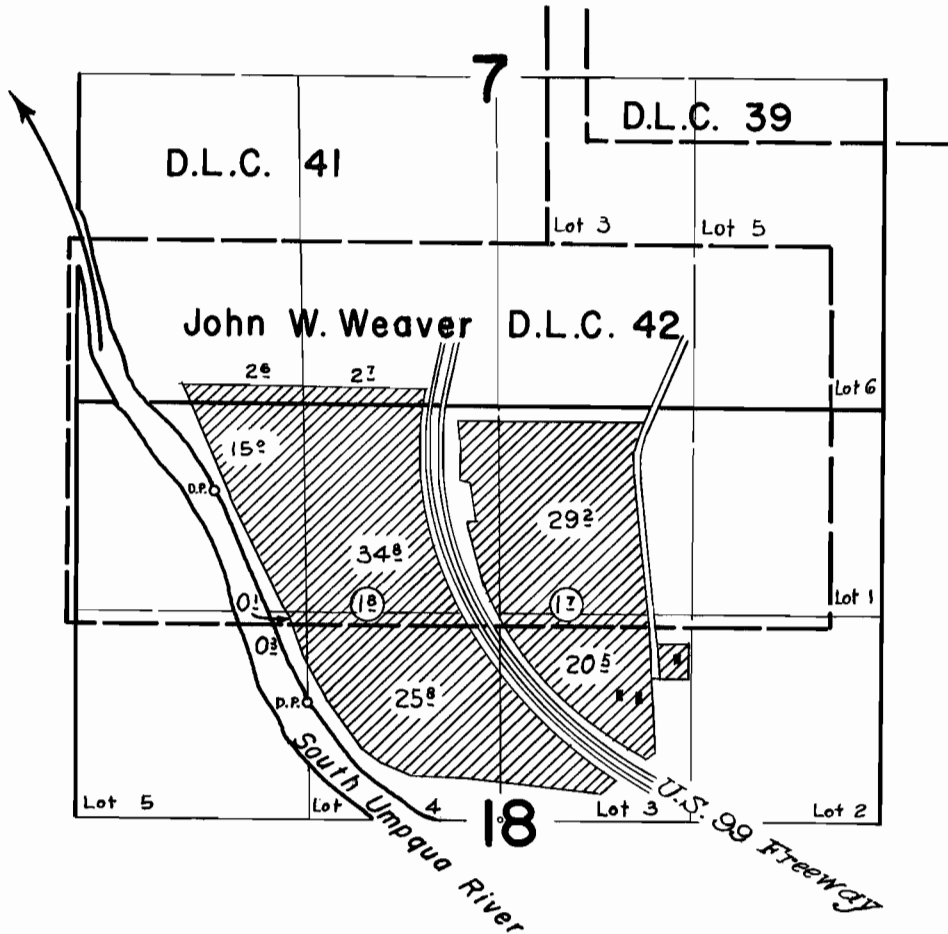 7
D.L.C. 39
D.L.C. 41
Lot 3
Lot 5
John W. Weaver D.L.C. 42
2 6
2 7
Lot 6
15 0
D.P.
29 2
34 8
0 1
1 8
1 7
Lot 1
0 3
20 5
25 8
D.P.
South Umpqua River
U.S. 99 Freeway
Lot 5
Lot 4
18
Lot 3
Lot 2